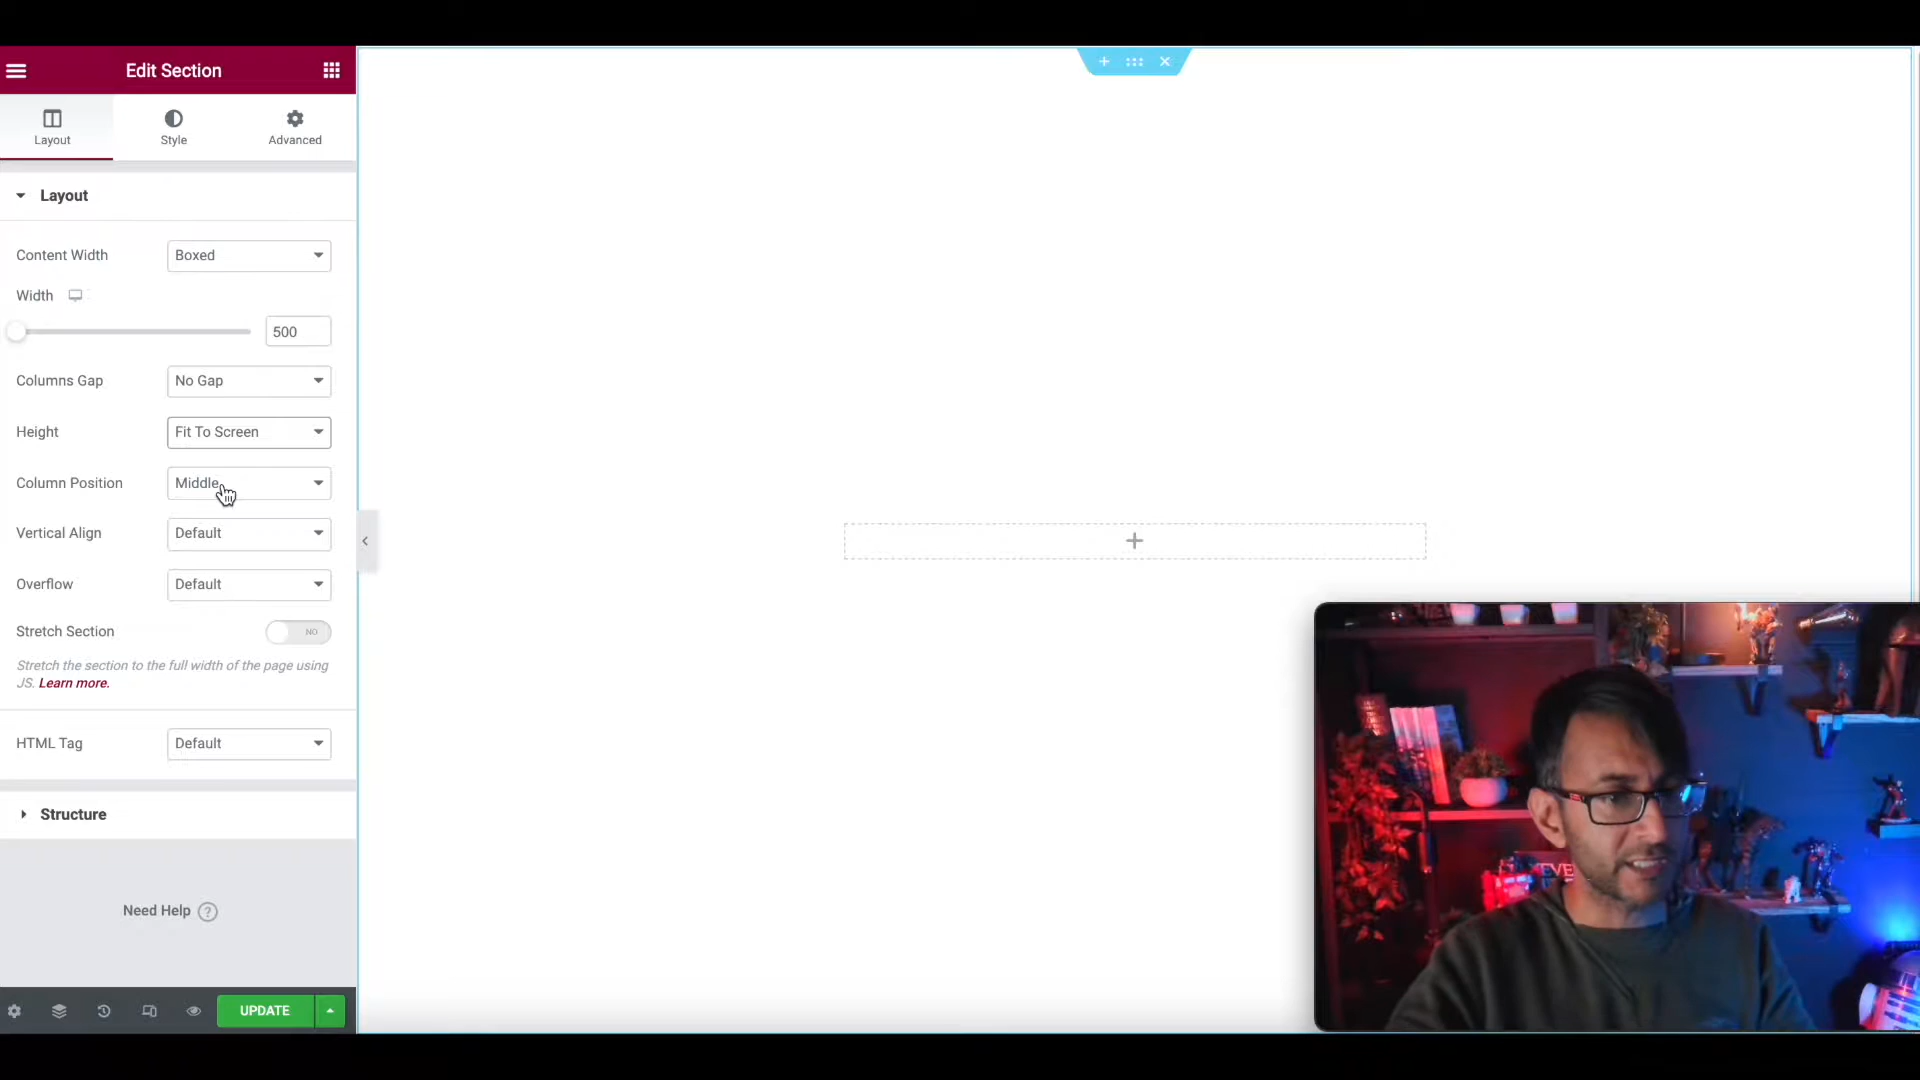 Edit Section
Layout
Style
Advanced
Layout
Content Width
Boxed
Width
500
Columns Gap
No Gap
Height
Fit To Screen
Column Position
Middle
Vertical Align
Default
Overflow
Default
Stretch Section
NO
Stretch the section to the full width of the page using
JS. Learn more.
HTML Tag
Default
Structure
Need Help
UPDATE